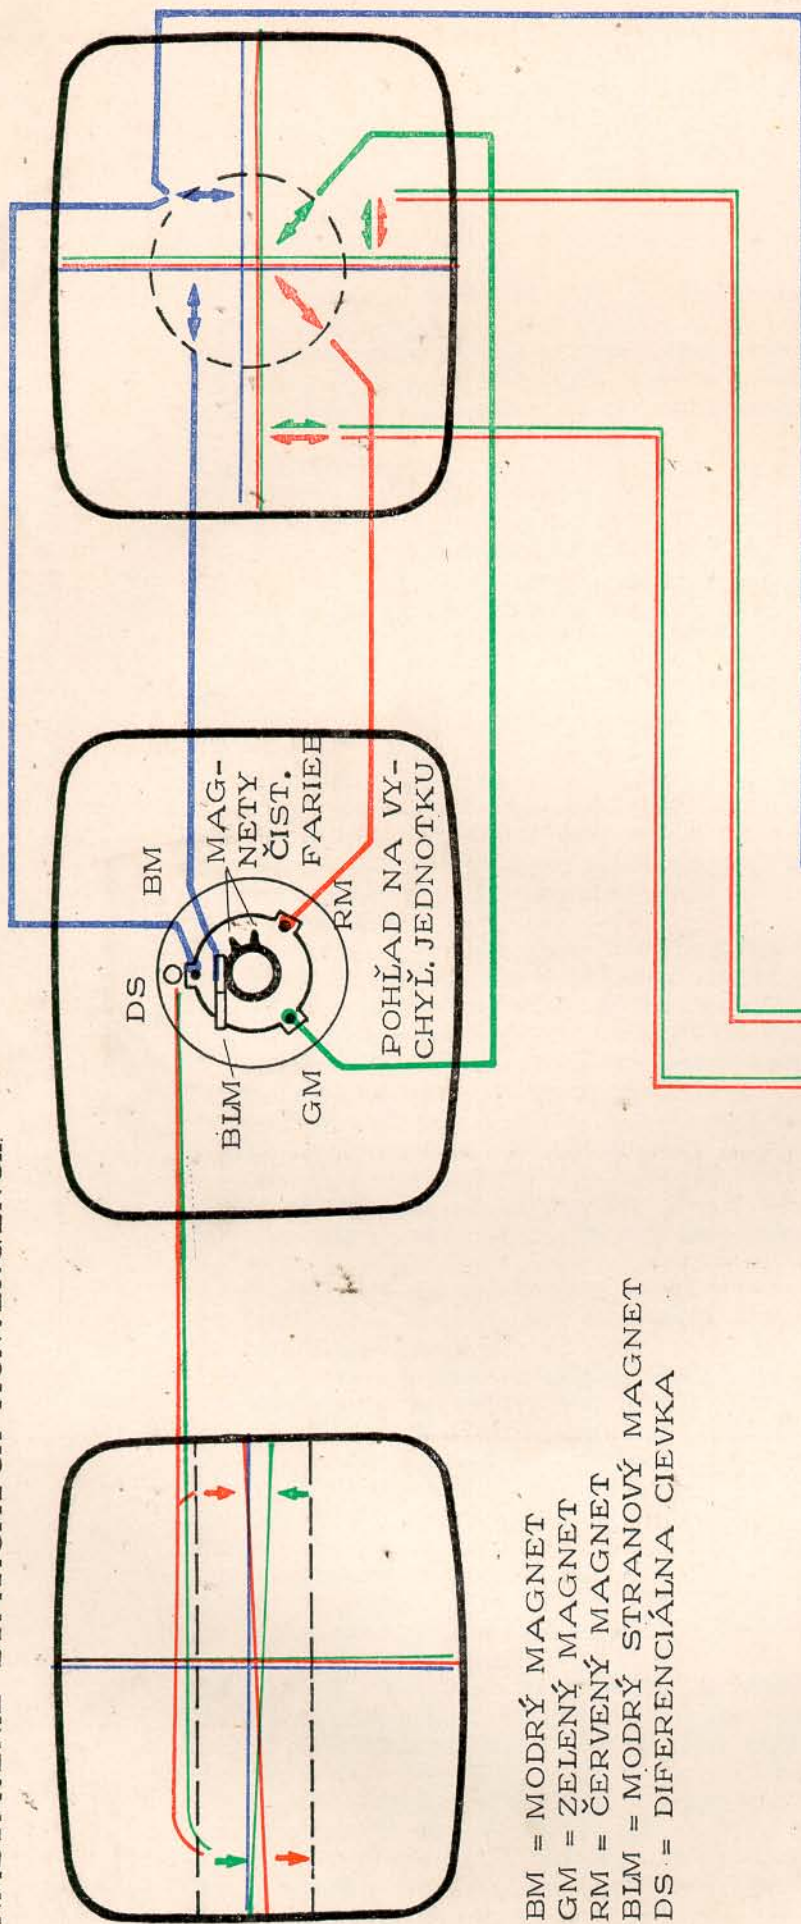 DS
BM
BLM
MAG-
NETY
ČIST.
FARIEB
GM
RM
POHĽAD NA VY-
CHYĽ. JEDNOTKU
BM = MODRÝ MAGNET
GM = ZELENÝ MAGNET
RM = ČERVENÝ MAGNET
BLM = MODRÝ STRANOVÝ MAGNET
DS = DIFERENCIÁLNA CIEVKA